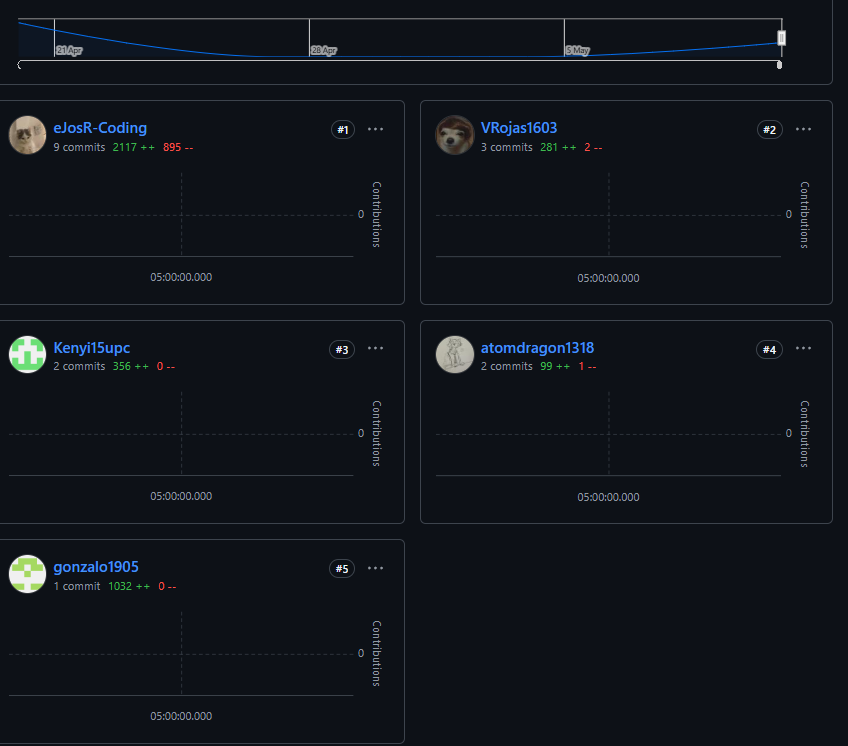 21 Apr
28 Apr
5 May
eJosR-Coding
#1
9 commits 2117 ++ 895 --
Contributions
0
05:00:00.000
VRojas1603
#2
3 commits 281 ++ 2 --
Contributions
0
05:00:00.000
Kenyi15upc
#3
2 commits 356 ++ 0 --
Contributions
0
05:00:00.000
atomdragon1318
#4
2 commits 99 ++ 1 --
Contributions
0
05:00:00.000
gonzalo1905
#5
1 commit 1032 ++ 0 --
Contributions
0
05:00:00.000